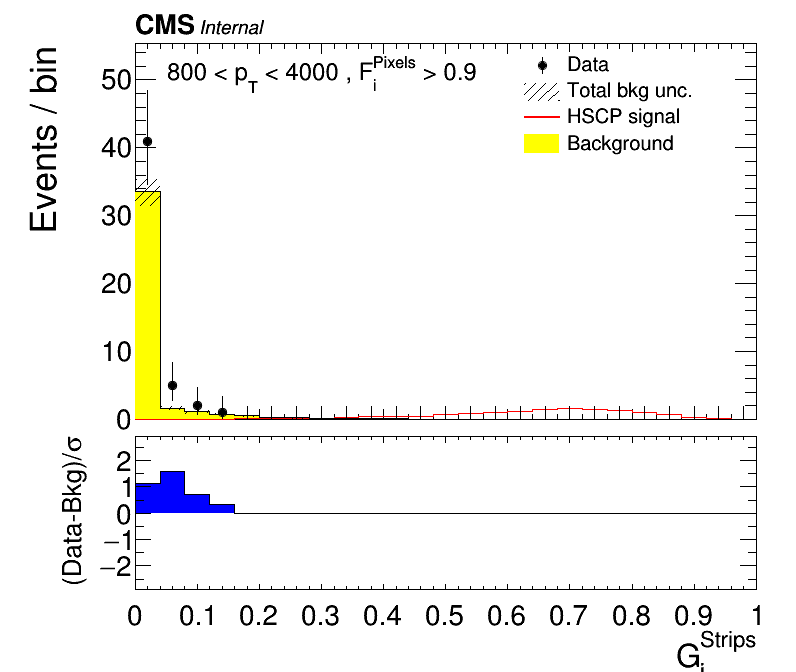 CMS Internal
800 < p_T < 4000 , F_i^Pixels > 0.9
Data
Total bkg unc.
HSCP signal
Background
Events / bin
50
40
30
20
10
0
(Data-Bkg)/σ
2
1
0
−1
−2
0 0.1 0.2 0.3 0.4 0.5 0.6 0.7 0.8 0.9 1
G_i^Strips